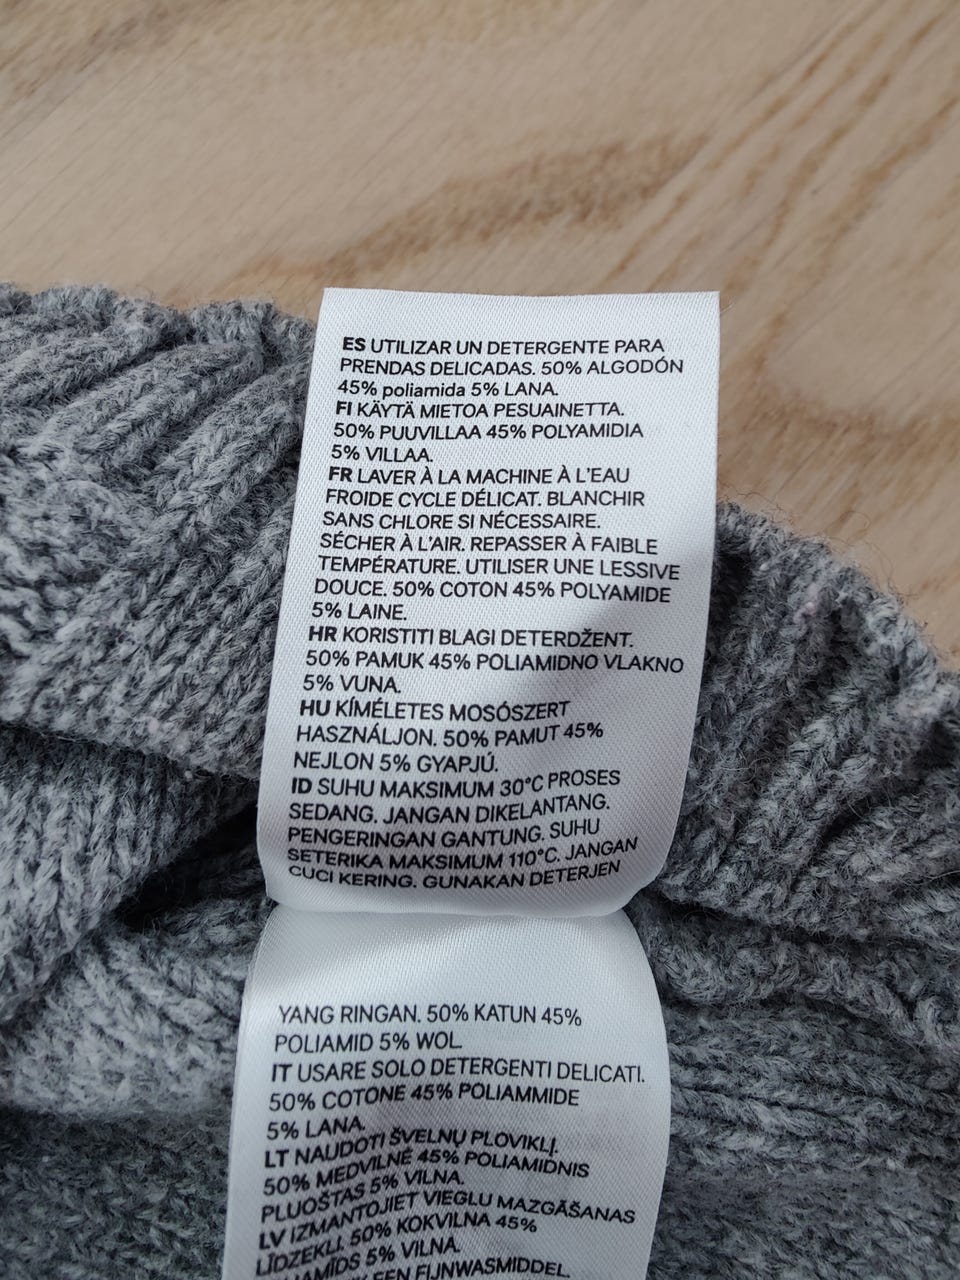 ES UTILIZAR UN DETERGENTE PARA
PRENDAS DELICADAS. 50% ALGODÓN
45% poliamida 5% LANA.
FI KÄYTÄ MIETOA PESUAINETTA.
50% PUUVILLAA 45% POLYAMIDIA
5% VILLAA.
FR LAVER À LA MACHINE À L'EAU
FROIDE CYCLE DÉLICAT. BLANCHIR
SANS CHLORE SI NÉCESSAIRE.
SÉCHER À L'AIR. REPASSER À FAIBLE
TEMPÉRATURE. UTILISER UNE LESSIVE
DOUCE. 50% COTON 45% POLYAMIDE
5% LAINE.
HR KORISTITI BLAGI DETERDŽENT.
50% PAMUK 45% POLIAMIDNO VLAKNO
5% VUNA.
HU KÍMÉLETES MOSÓSZERT
HASZNÁLJON. 50% PAMUT 45%
NEJLON 5% GYAPJÚ.
ID SUHU MAKSIMUM 30°C PROSES
SEDANG. JANGAN DIKELANTANG.
PENGERINGAN GANTUNG. SUHU
SETERIKA MAKSIMUM 110°C. JANGAN
CUCI KERING. GUNAKAN DETERJEN
YANG RINGAN. 50% KATUN 45%
POLIAMID 5% WOL.
IT USARE SOLO DETERGENTI DELICATI.
50% COTONE 45% POLIAMMIDE
5% LANA.
LT NAUDOTI ŠVELNŲ PLOVIKLĮ.
50% MEDVILNĖ 45% POLIAMIDNIS
PLUOŠTAS 5% VILNA.
LV IZMANTOJIET VIEGLU MAZGĀŠANAS
LĪDZEKLI. 50% KOKVILNA 45%
5% VILNA.
EEN FIJNWASMIDDEL.